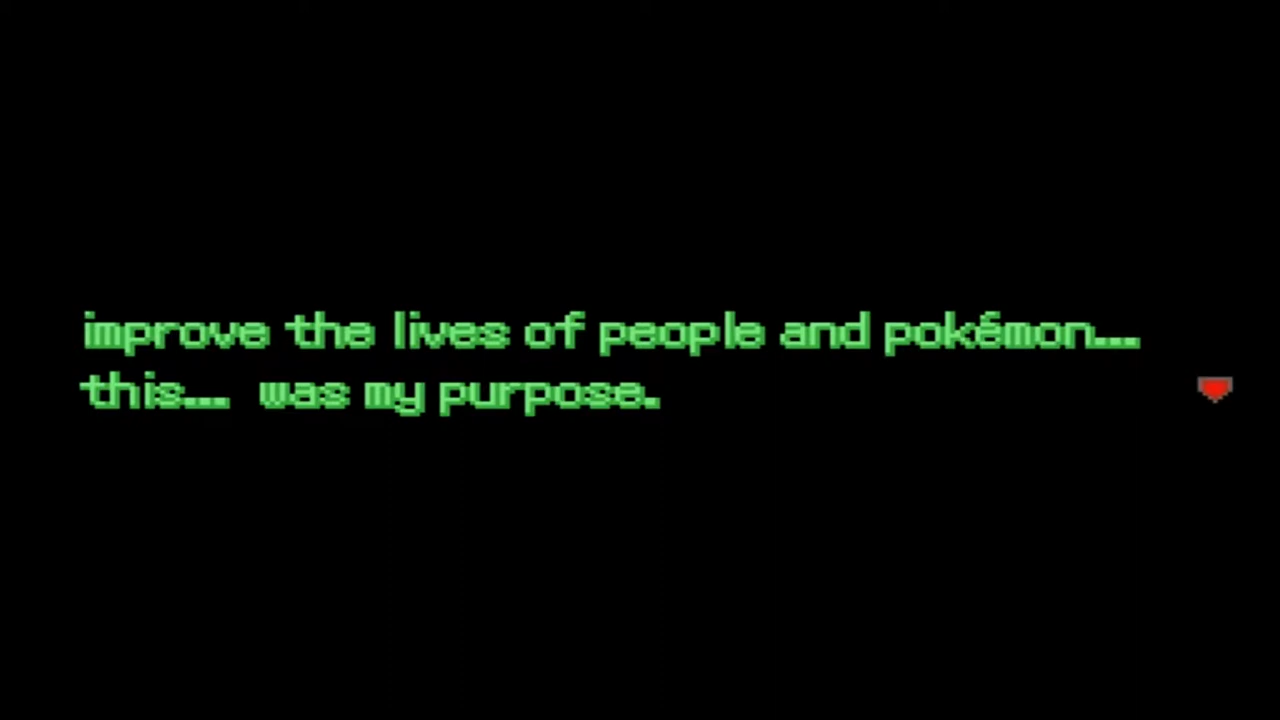 improve the lives of people and pokémon...
this... was my purpose.